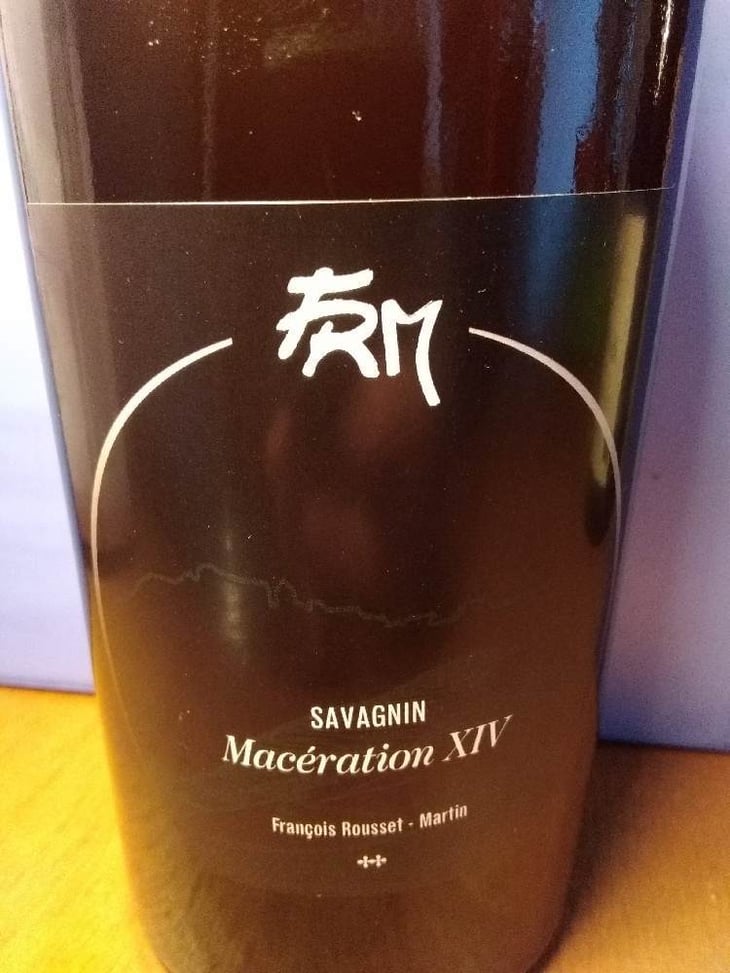 FRM
SAVAGNIN
Macération XIV
François Rousset - Martin